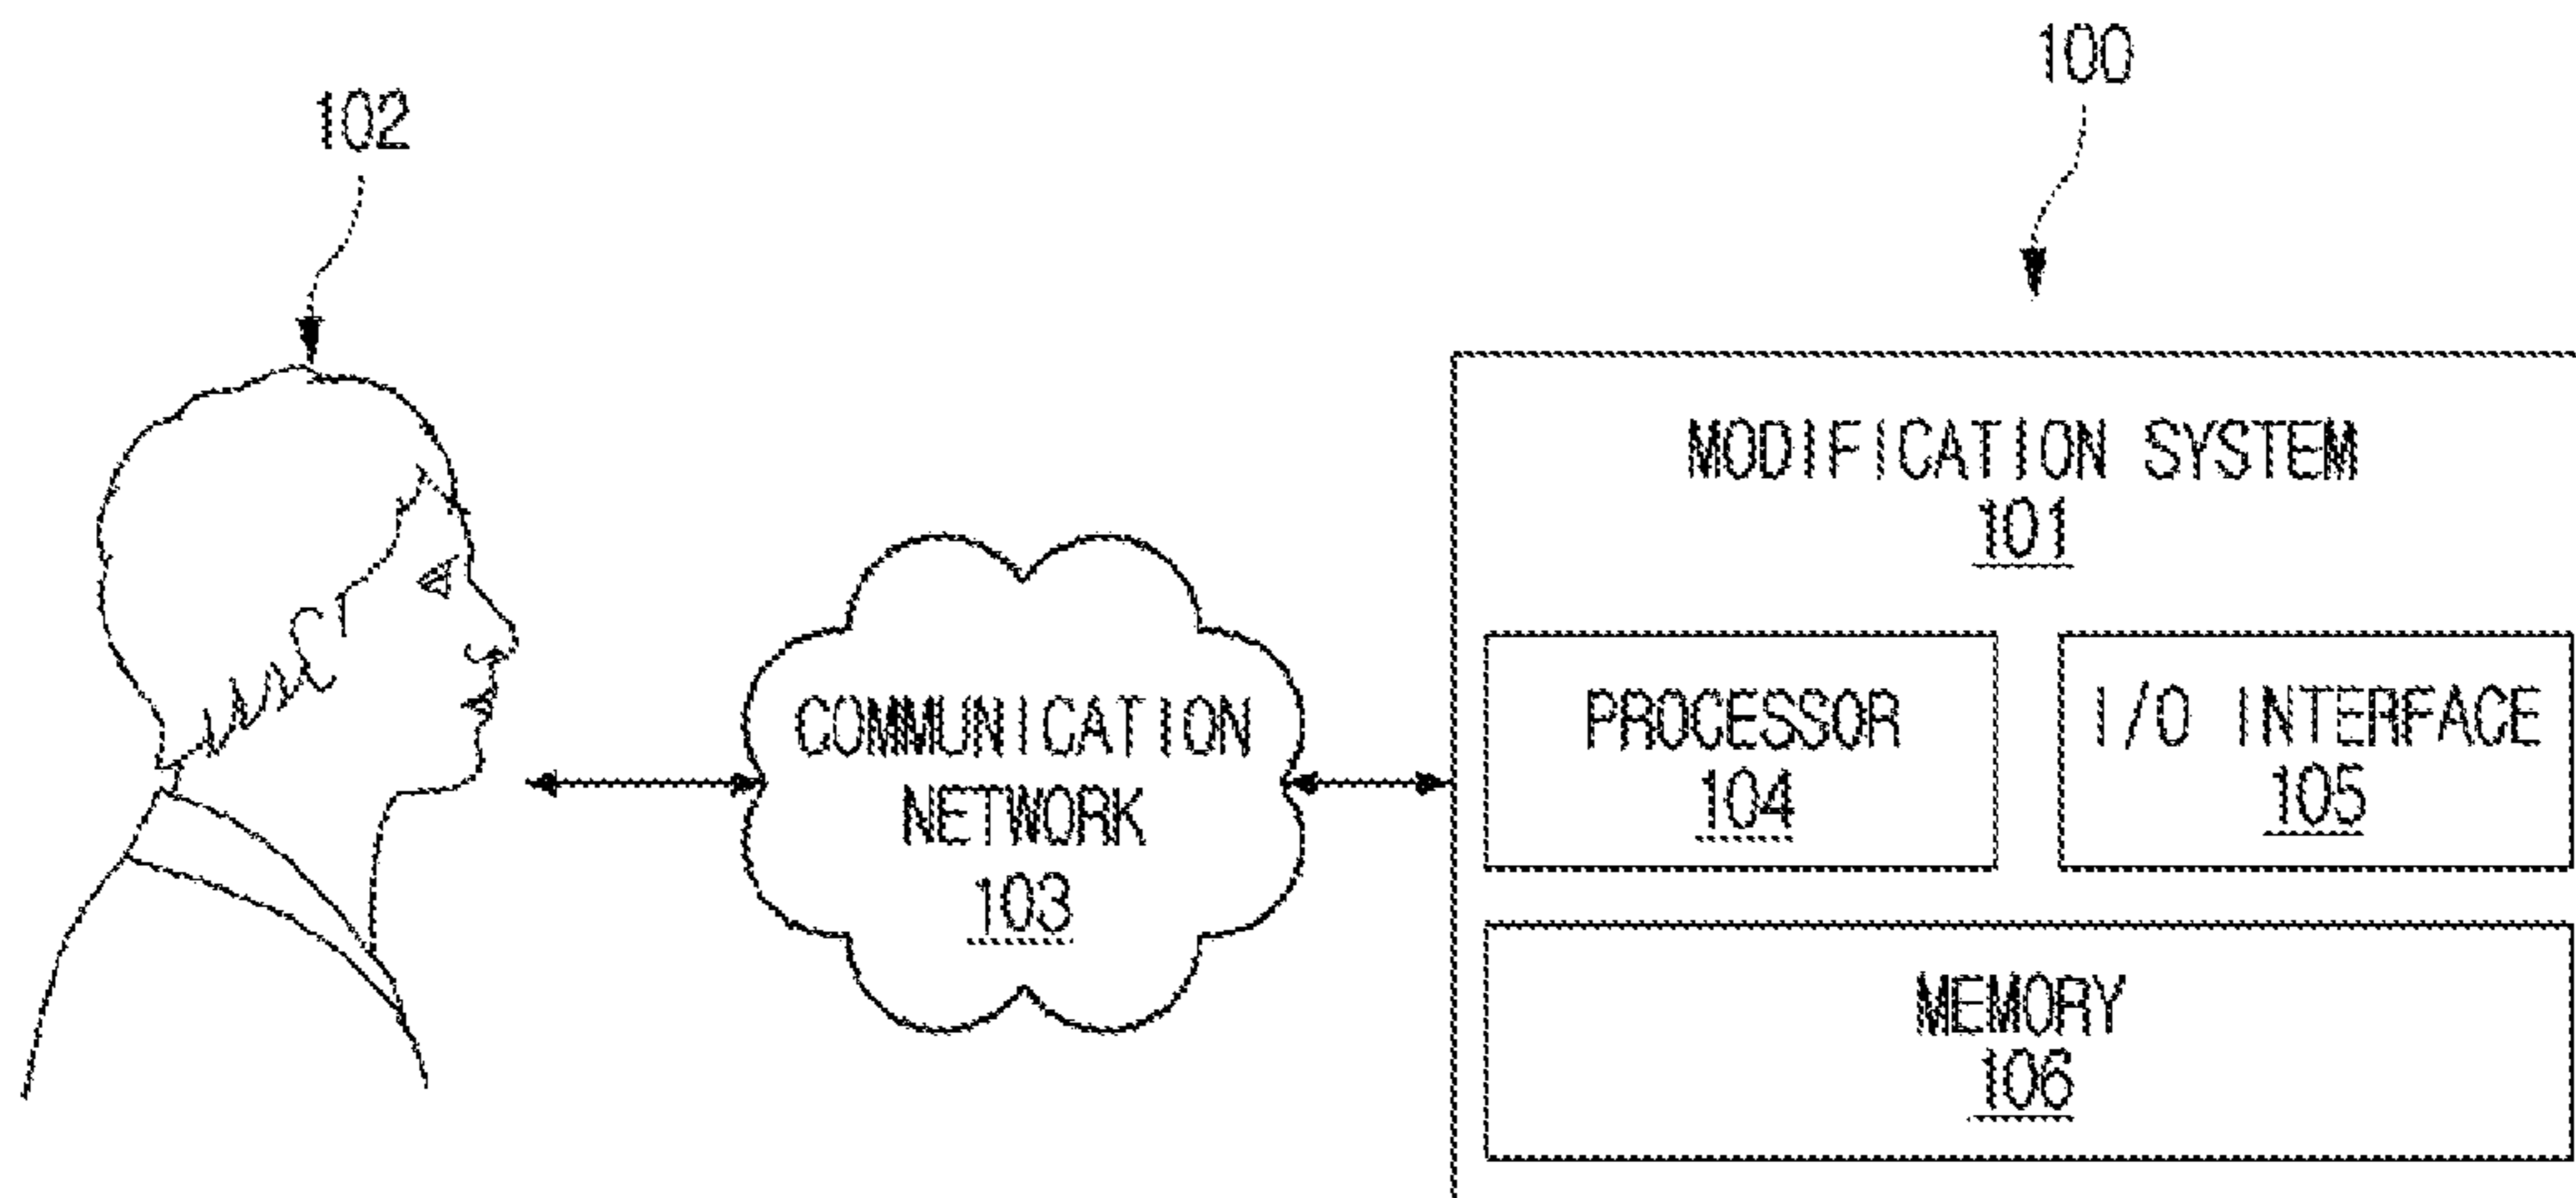 100
102
MODIFICATION SYSTEM
101
COMMUNICATION
NETWORK
103
PROCESSOR
104
I/O INTERFACE
105
MEMORY
106